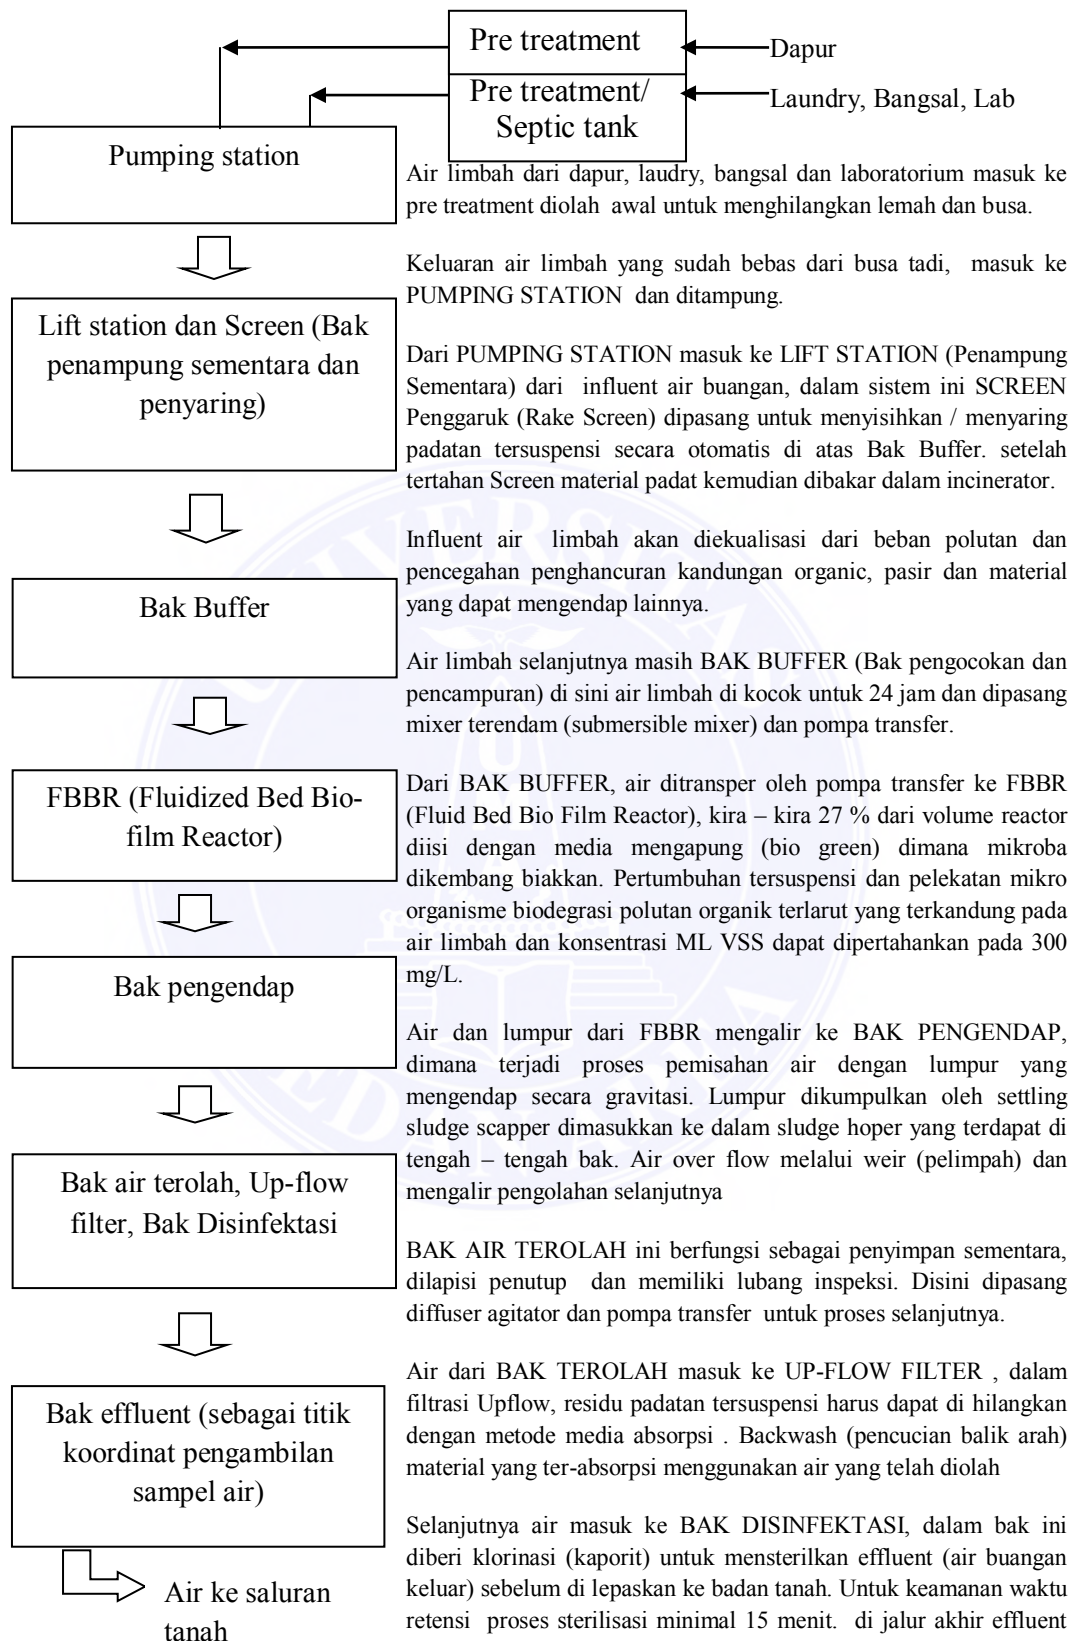 Pre treatment
Dapur
Pre treatment/
Septic tank
Laundry, Bangsal, Lab
Pumping station
Air limbah dari dapur, laudry, bangsal dan laboratorium masuk ke
pre treatment diolah awal untuk menghilangkan lemah dan busa.
Keluaran air limbah yang sudah bebas dari busa tadi, masuk ke
PUMPING STATION dan ditampung.
Lift station dan Screen (Bak
penampung sementara dan
penyaring)
Dari PUMPING STATION masuk ke LIFT STATION (Penampung
Sementara) dari influent air buangan, dalam sistem ini SCREEN
Penggaruk (Rake Screen) dipasang untuk menyisihkan / menyaring
padatan tersuspensi secara otomatis di atas Bak Buffer. setelah
tertahan Screen material padat kemudian dibakar dalam incinerator.
Influent air limbah akan diekualisasi dari beban polutan dan
pencegahan penghancuran kandungan organic, pasir dan material
yang dapat mengendap lainnya.
Bak Buffer
Air limbah selanjutnya masih BAK BUFFER (Bak pengocokan dan
pencampuran) di sini air limbah di kocok untuk 24 jam dan dipasang
mixer terendam (submersible mixer) dan pompa transfer.
FBBR (Fluidized Bed Bio-
film Reactor)
Dari BAK BUFFER, air ditransper oleh pompa transfer ke FBBR
(Fluid Bed Bio Film Reactor), kira – kira 27 % dari volume reactor
diisi dengan media mengapung (bio green) dimana mikroba
dikembang biakkan. Pertumbuhan tersuspensi dan pelekatan mikro
organisme biodegrasi polutan organik terlarut yang terkandung pada
air limbah dan konsentrasi ML VSS dapat dipertahankan pada 300
mg/L.
Bak pengendap
Air dan lumpur dari FBBR mengalir ke BAK PENGENDAP,
dimana terjadi proses pemisahan air dengan lumpur yang
mengendap secara gravitasi. Lumpur dikumpulkan oleh settling
sludge scapper dimasukkan ke dalam sludge hoper yang terdapat di
tengah – tengah bak. Air over flow melalui weir (pelimpah) dan
mengalir pengolahan selanjutnya
Bak air terolah, Up-flow
filter, Bak Disinfektasi
BAK AIR TEROLAH ini berfungsi sebagai penyimpan sementara,
dilapisi penutup dan memiliki lubang inspeksi. Disini dipasang
diffuser agitator dan pompa transfer untuk proses selanjutnya.
Bak effluent (sebagai titik
koordinat pengambilan
sampel air)
Air dari BAK TEROLAH masuk ke UP-FLOW FILTER , dalam
filtrasi Upflow, residu padatan tersuspensi harus dapat di hilangkan
dengan metode media absorpsi . Backwash (pencucian balik arah)
material yang ter-absorpsi menggunakan air yang telah diolah
Selanjutnya air masuk ke BAK DISINFEKTASI, dalam bak ini
diberi klorinasi (kaporit) untuk mensterilkan effluent (air buangan
keluar) sebelum di lepaskan ke badan tanah. Untuk keamanan waktu
retensi proses sterilisasi minimal 15 menit. di jalur akhir effluent
Air ke saluran
tanah
UNIVERSITAS
MEDAN AREA